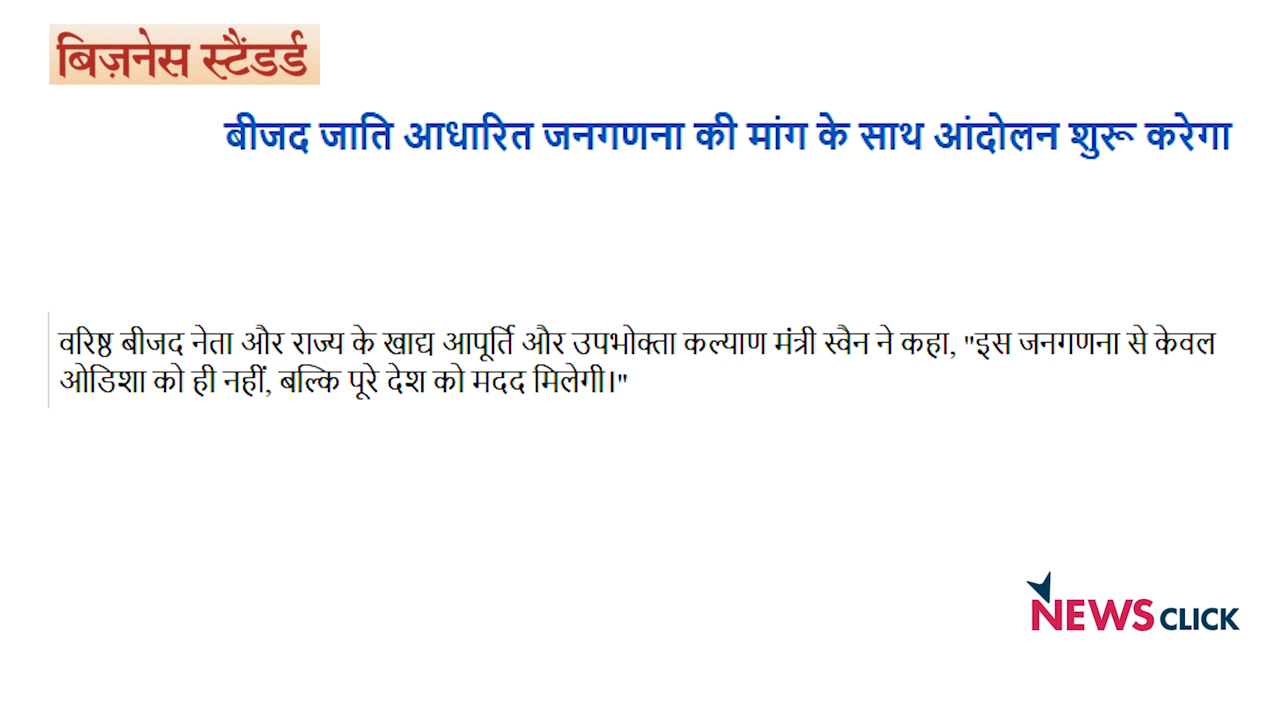 बिज़नेस स्टैंडर्ड
बीजद जाति आधारित जनगणना की मांग के साथ आंदोलन शुरू करेगा
वरिष्ठ बीजद नेता और राज्य के खाद्य आपूर्ति और उपभोक्ता कल्याण मंत्री स्वैन ने कहा, "इस जनगणना से केवल
ओडिशा को ही नहीं, बल्कि पूरे देश को मदद मिलेगी।"
NEWSCLICK